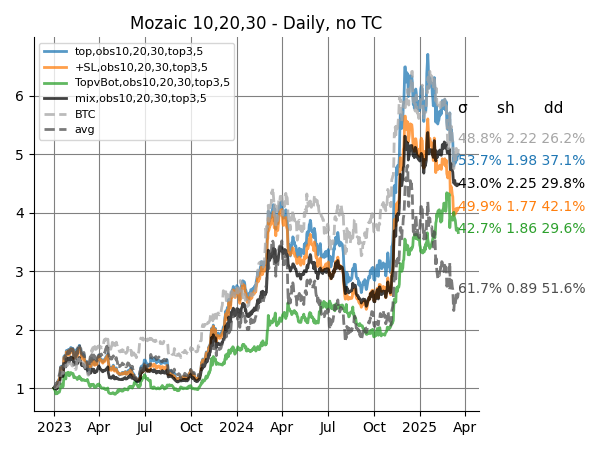 Mozaic 10,20,30 - Daily, no TC
top,obs10,20,30,top3,5
+SL,obs10,20,30,top3,5
TopvBot,obs10,20,30,top3,5
mix,obs10,20,30,top3,5
BTC
avg
σ sh dd
48.8% 2.22 26.2%
53.7% 1.98 37.1%
43.0% 2.25 29.8%
49.9% 1.77 42.1%
42.7% 1.86 29.6%
61.7% 0.89 51.6%
6
5
4
3
2
1
2023 Apr Jul Oct 2024 Apr Jul Oct 2025 Apr